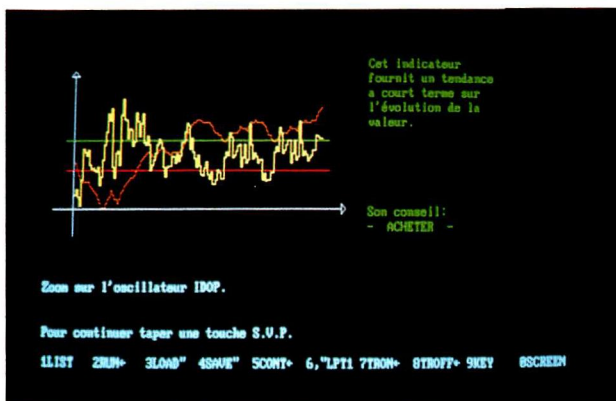 Cet indicateur
fournit un tendance
a court terme sur
l'évolution de la
valeur.
Son conseil:
- ACHETER -
Zoom sur l'oscillateur IDOP.
Pour continuer taper une touche S.V.P.
1LIST 2RUN← 3LOAD" 4SAVE" 5CONT← 6,"LPT1 7TRON← 8TROFF← 9KEY 0SCREEN